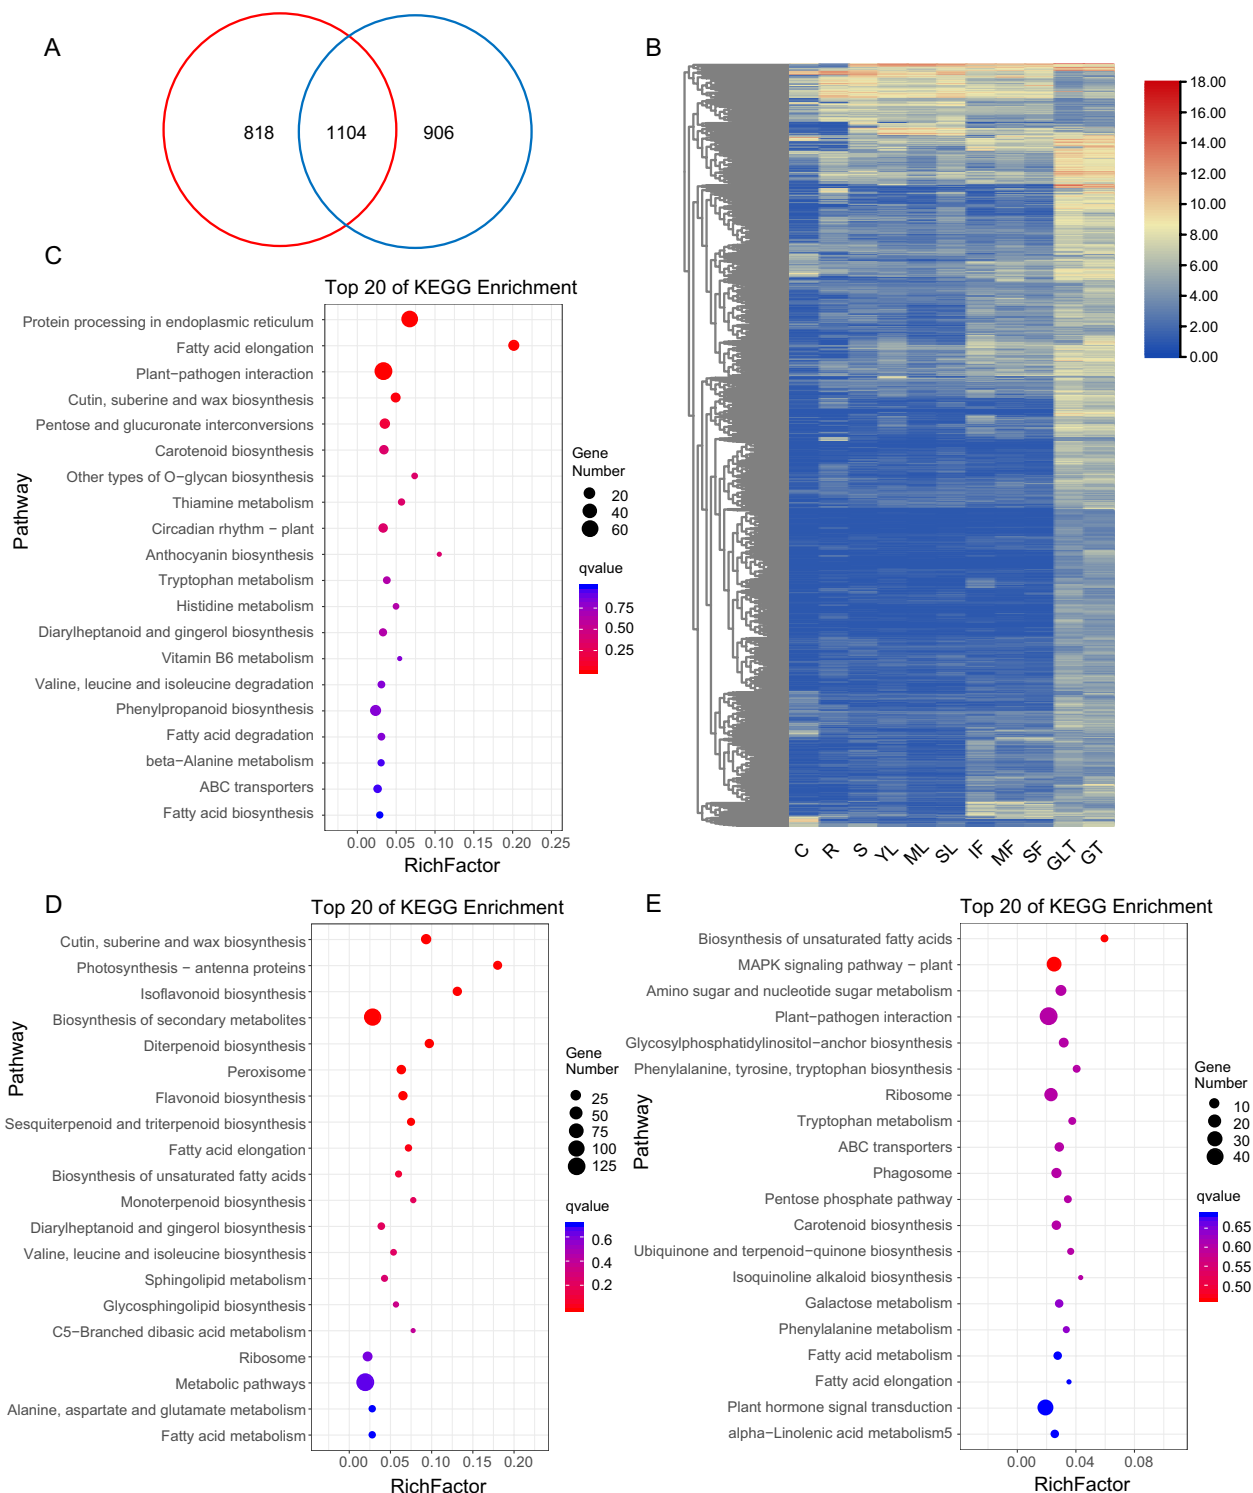 A
818
1104
906
B
18.00
16.00
14.00
12.00
10.00
8.00
6.00
4.00
2.00
0.00
C
R
S
YL
ML
SL
IF
MF
SF
GLT
GT
C
Top 20 of KEGG Enrichment
Pathway
Protein processing in endoplasmic reticulum
Fatty acid elongation
Plant−pathogen interaction
Cutin, suberine and wax biosynthesis
Pentose and glucuronate interconversions
Carotenoid biosynthesis
Other types of O−glycan biosynthesis
Thiamine metabolism
Circadian rhythm − plant
Anthocyanin biosynthesis
Tryptophan metabolism
Histidine metabolism
Diarylheptanoid and gingerol biosynthesis
Vitamin B6 metabolism
Valine, leucine and isoleucine degradation
Phenylpropanoid biosynthesis
Fatty acid degradation
beta−Alanine metabolism
ABC transporters
Fatty acid biosynthesis
0.00 0.05 0.10 0.15 0.20 0.25
RichFactor
Gene
Number
20
40
60
qvalue
0.75
0.50
0.25
D
Top 20 of KEGG Enrichment
Pathway
Cutin, suberine and wax biosynthesis
Photosynthesis − antenna proteins
Isoflavonoid biosynthesis
Biosynthesis of secondary metabolites
Diterpenoid biosynthesis
Peroxisome
Flavonoid biosynthesis
Sesquiterpenoid and triterpenoid biosynthesis
Fatty acid elongation
Biosynthesis of unsaturated fatty acids
Monoterpenoid biosynthesis
Diarylheptanoid and gingerol biosynthesis
Valine, leucine and isoleucine biosynthesis
Sphingolipid metabolism
Glycosphingolipid biosynthesis
C5−Branched dibasic acid metabolism
Ribosome
Metabolic pathways
Alanine, aspartate and glutamate metabolism
Fatty acid metabolism
0.00 0.05 0.10 0.15 0.20
RichFactor
Gene
Number
25
50
75
100
125
qvalue
0.6
0.4
0.2
E
Top 20 of KEGG Enrichment
Pathway
Biosynthesis of unsaturated fatty acids
MAPK signaling pathway − plant
Amino sugar and nucleotide sugar metabolism
Plant−pathogen interaction
Glycosylphosphatidylinositol−anchor biosynthesis
Phenylalanine, tyrosine, tryptophan biosynthesis
Ribosome
Tryptophan metabolism
ABC transporters
Phagosome
Pentose phosphate pathway
Carotenoid biosynthesis
Ubiquinone and terpenoid−quinone biosynthesis
Isoquinoline alkaloid biosynthesis
Galactose metabolism
Phenylalanine metabolism
Fatty acid metabolism
Fatty acid elongation
Plant hormone signal transduction
alpha−Linolenic acid metabolism5
0.00 0.04 0.08
RichFactor
Gene
Number
10
20
30
40
qvalue
0.65
0.60
0.55
0.50